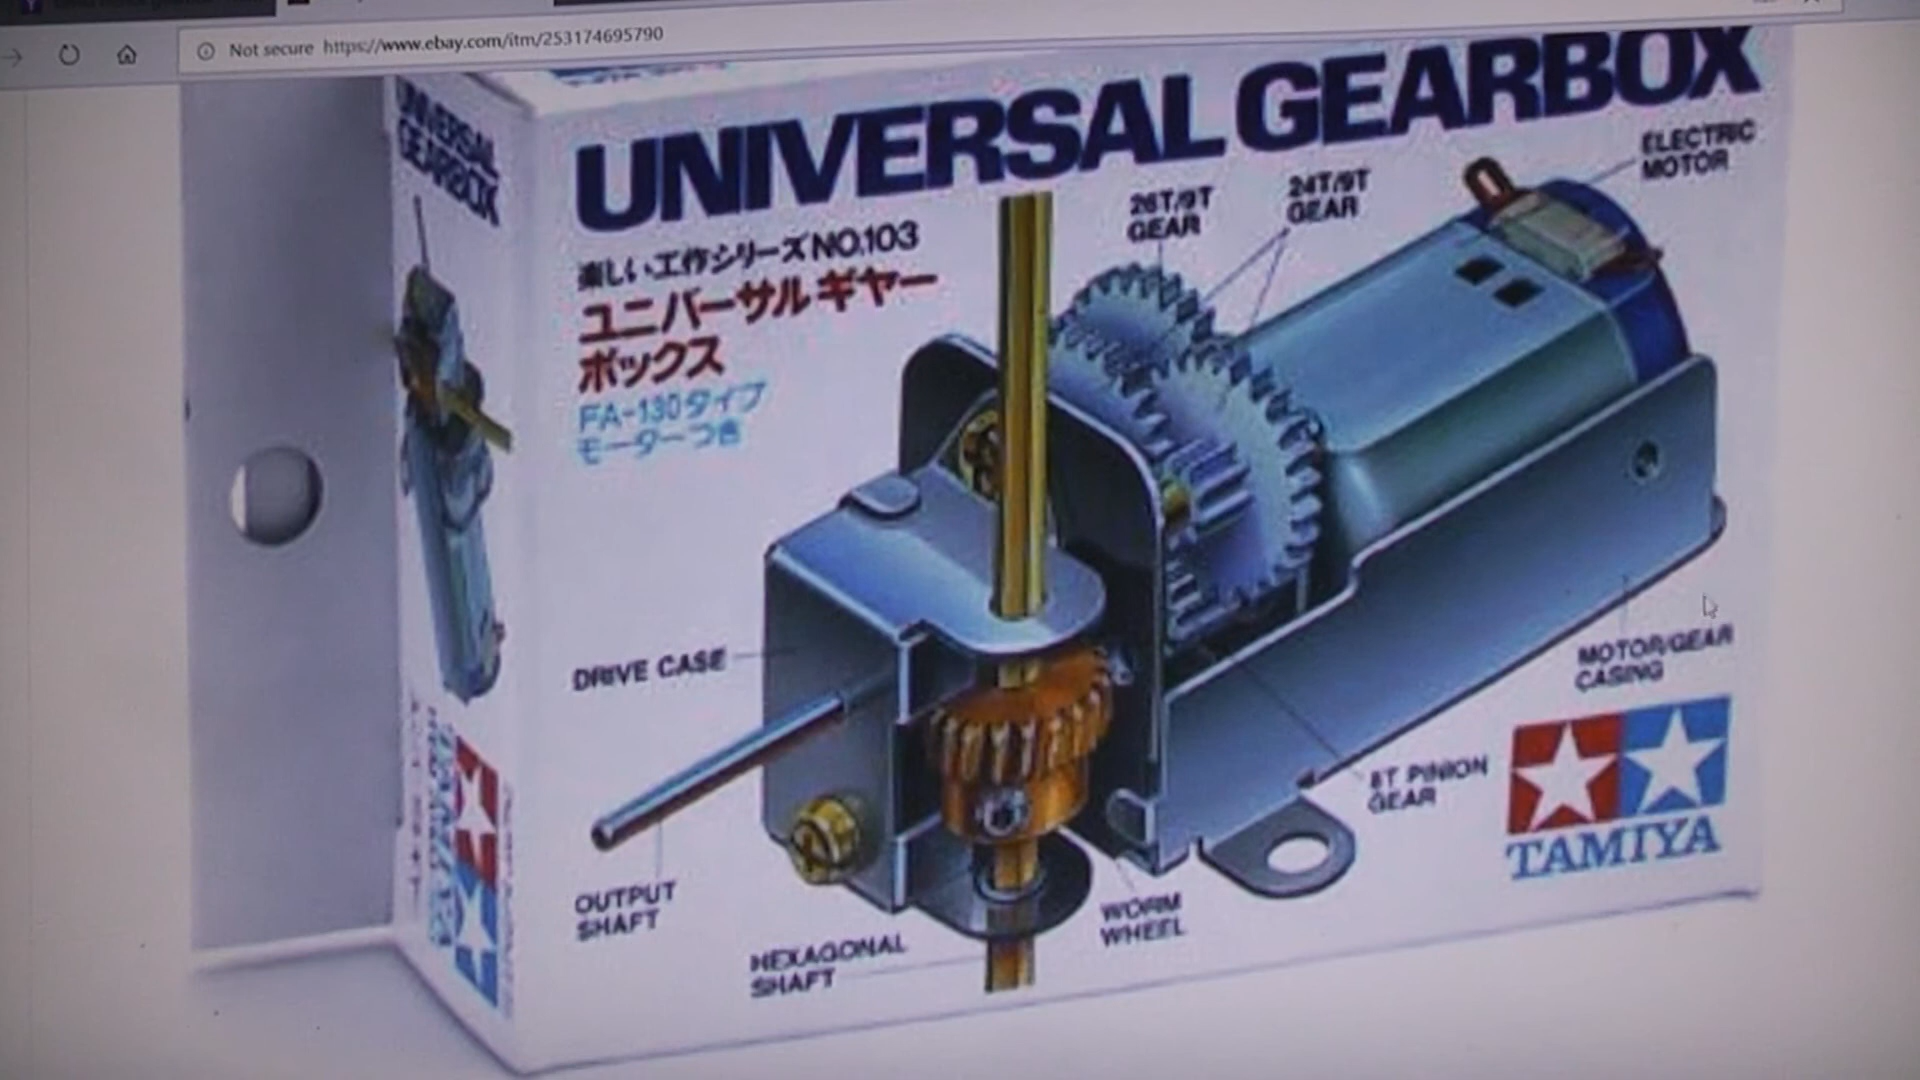 Not secure https://www.ebay.com/itm/253174695790
UNIVERSAL
GEARBOX
UNIVERSAL GEARBOX
楽しい工作シリーズNO.103
ユニバーサルギヤー
ボックス
FA-130タイプ
モーターつき
26T/9T
GEAR
24T/9T
GEAR
ELECTRIC
MOTOR
DRIVE CASE
MOTOR/GEAR
CASING
8T PINION
GEAR
OUTPUT
SHAFT
HEXAGONAL
SHAFT
WORM
WHEEL
TAMIYA